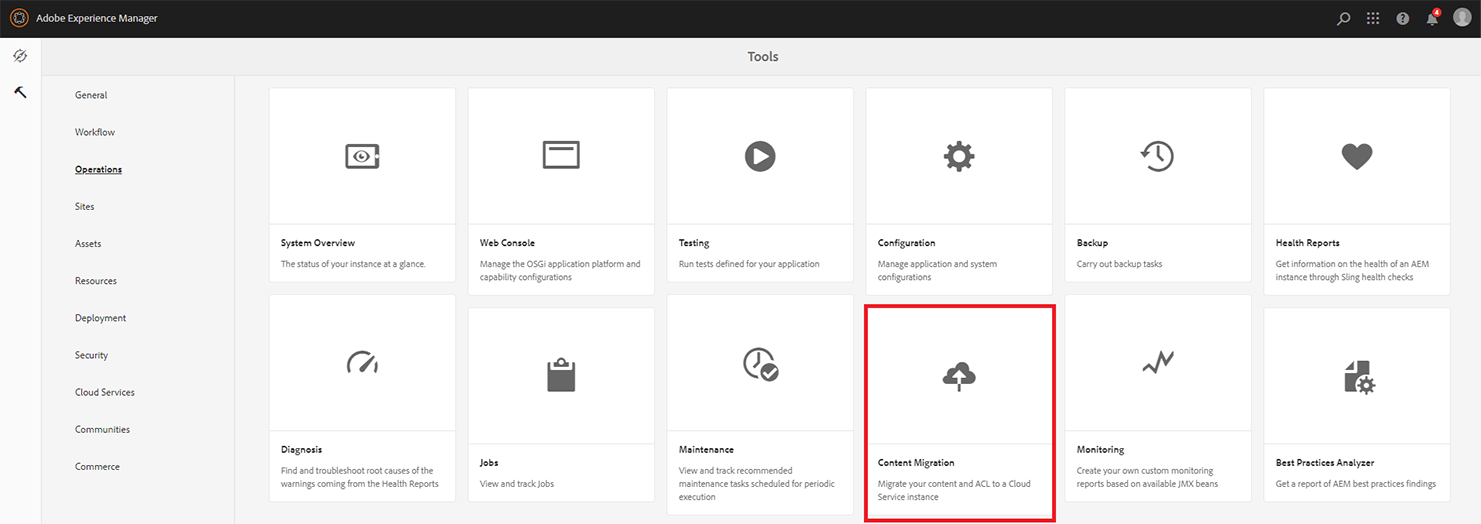 Adobe Experience Manager
4
Tools
General
Workflow
Operations
Sites
Assets
Resources
Deployment
Security
Cloud Services
Communities
Commerce
System Overview
The status of your instance at a glance.
Web Console
Manage the OSGi application platform and
capability configurations
Testing
Run tests defined for your application
Configuration
Manage application and system
configurations
Backup
Carry out backup tasks
Health Reports
Get information on the health of an AEM
instance through Sling health checks
Diagnosis
Find and troubleshoot root causes of the
warnings coming from the Health Reports
Jobs
View and track Jobs
Maintenance
View and track recommended
maintenance tasks scheduled for periodic
execution
Content Migration
Migrate your content and ACL to a Cloud
Service instance
Monitoring
Create your own custom monitoring
reports based on available JMX beans
Best Practices Analyzer
Get a report of AEM best practices findings